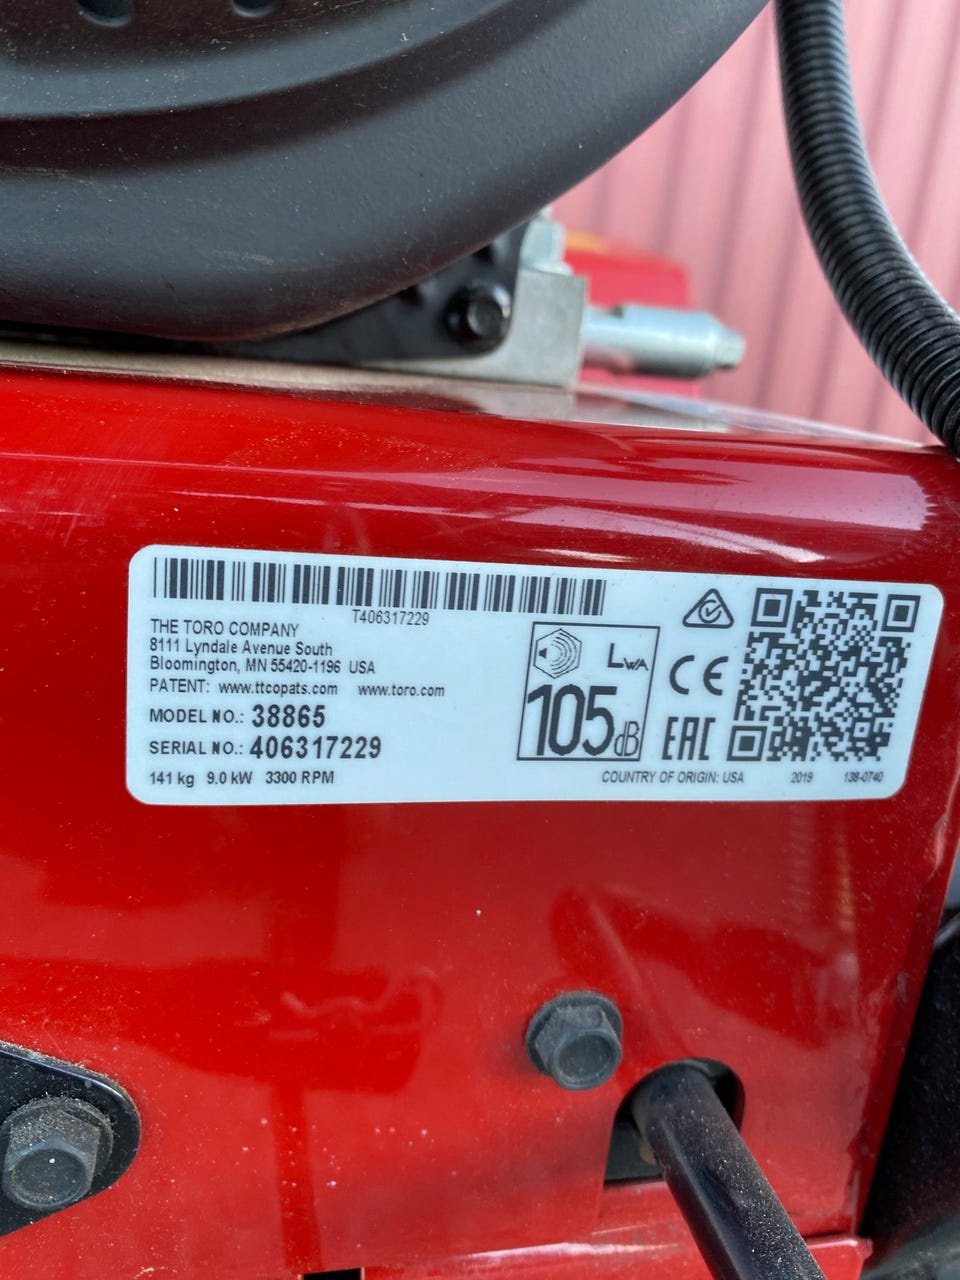 T406317229
THE TORO COMPANY
8111 Lyndale Avenue South
Bloomington, MN 55420-1196 USA
PATENT: www.ttcopats.com www.toro.com
MODEL NO.: 38865
SERIAL NO.: 406317229
141 kg 9.0 kW 3300 RPM
LWA
105 dB
CE
EAC
COUNTRY OF ORIGIN: USA 2019 138-0740